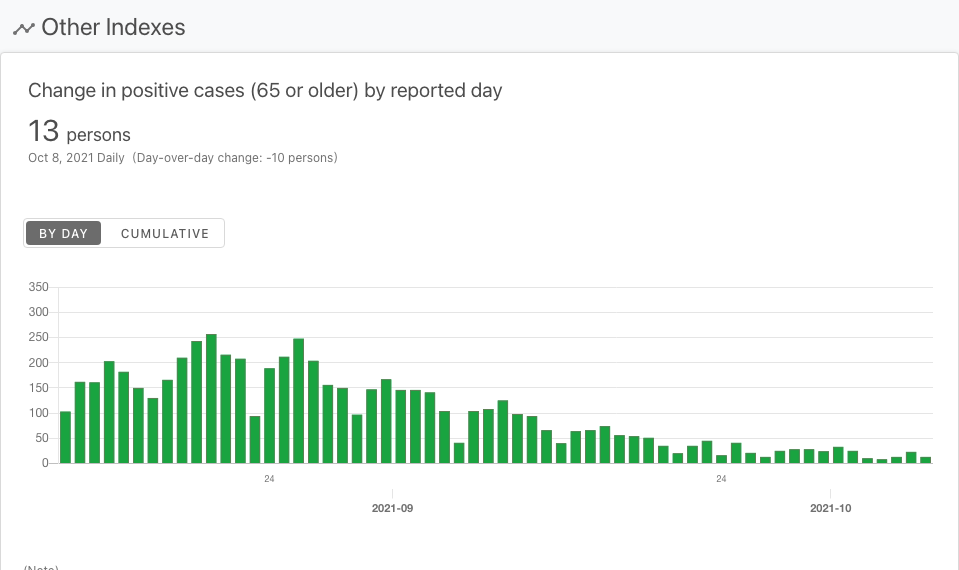 Other Indexes
Change in positive cases (65 or older) by reported day
13 persons
Oct 8, 2021 Daily (Day-over-day change: -10 persons)
BY DAY CUMULATIVE
350
300
250
200
150
100
50
0
24 24
2021-09 2021-10
(Note)